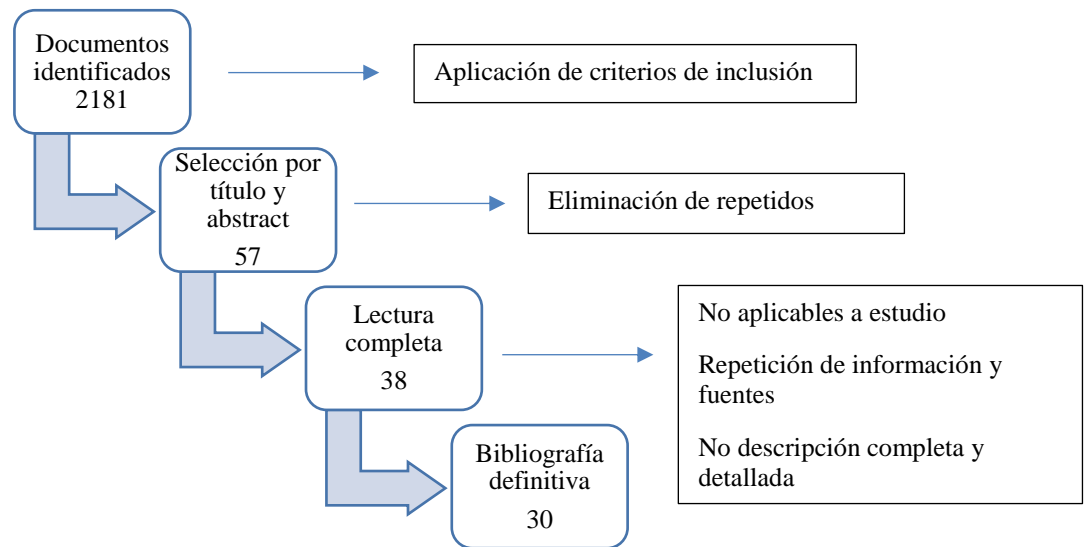 Documentos
identificados
2181
Aplicación de criterios de inclusión
Selección por
título y
abstract
57
Eliminación de repetidos
Lectura
completa
38
No aplicables a estudio
Repetición de información y
fuentes
No descripción completa y
detallada
Bibliografía
definitiva
30